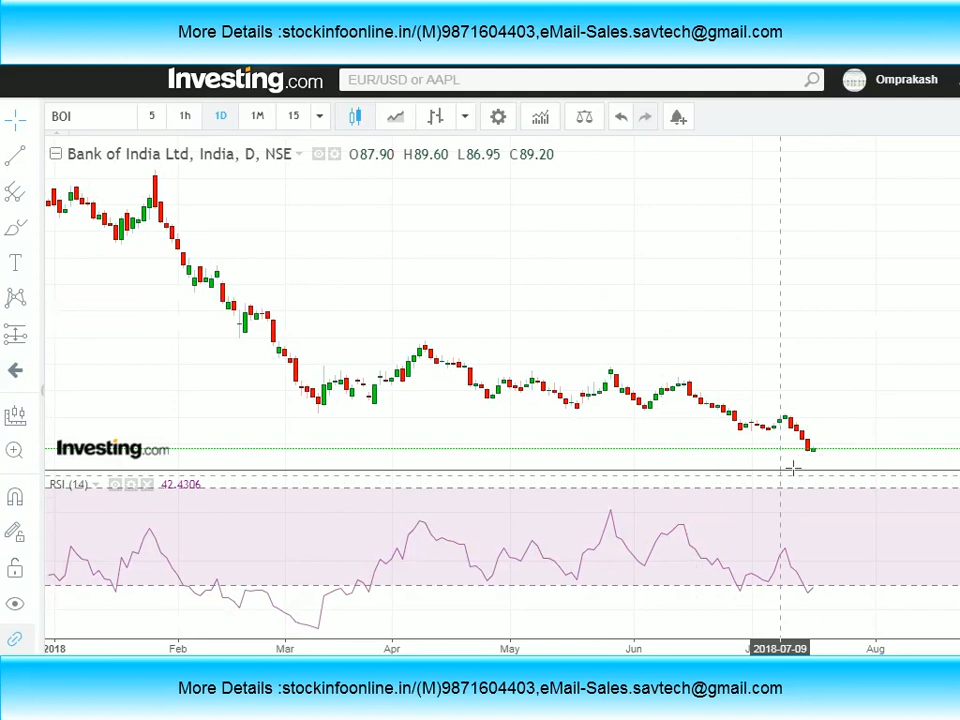 More Details :stockinfoonline.in/(M)9871604403,eMail-Sales.savtech@gmail.com
Investing.com EUR/USD or AAPL Omprakash
BOI 5 1h 1D 1M 15
Bank of India Ltd, India, D, NSE O87.90 H89.60 L86.95 C89.20
Investing.com
RSI (14) 42.4306
2018 Feb Mar Apr May Jun 2018-07-09 Aug
More Details :stockinfoonline.in/(M)9871604403,eMail-Sales.savtech@gmail.com